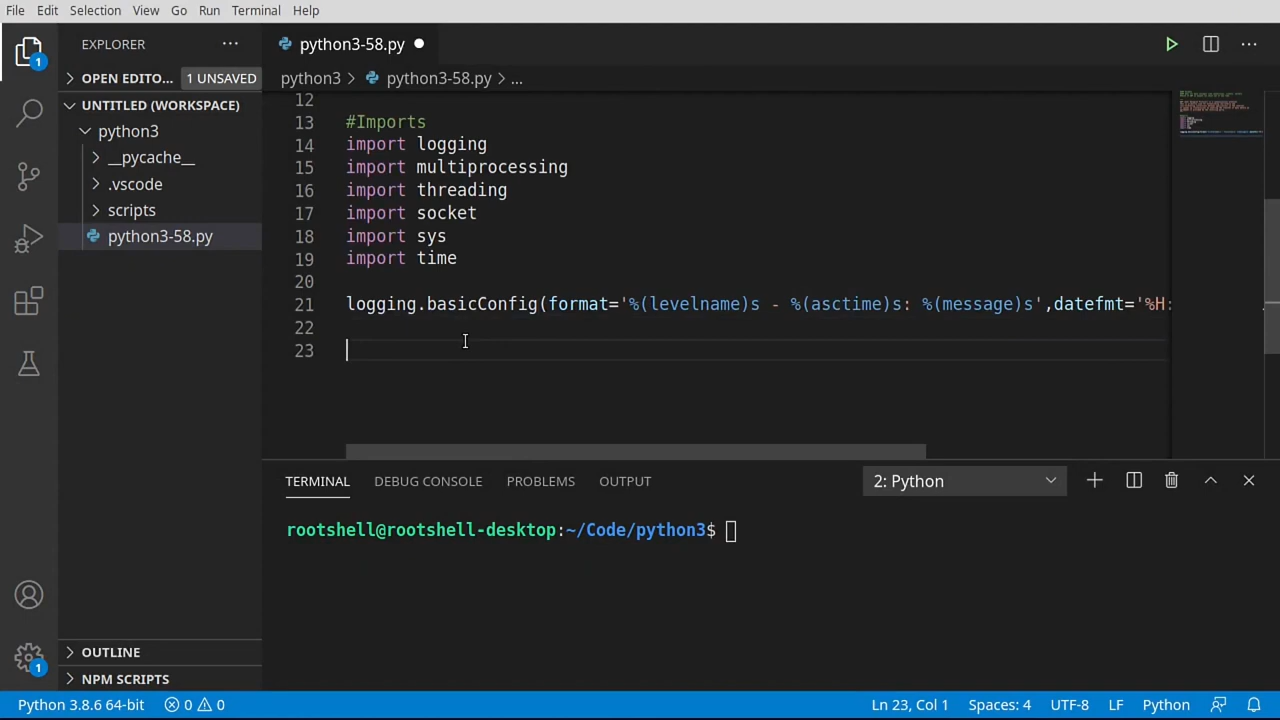 File Edit Selection View Go Run Terminal Help
EXPLORER ...
python3-58.py
OPEN EDITO... 1 UNSAVED
python3 > python3-58.py > ...
UNTITLED (WORKSPACE)
python3
__pycache__
.vscode
scripts
python3-58.py
12
13 #Imports
14 import logging
15 import multiprocessing
16 import threading
17 import socket
18 import sys
19 import time
20
21 logging.basicConfig(format='%(levelname)s - %(asctime)s: %(message)s',datefmt='%H:
22
23
TERMINAL DEBUG CONSOLE PROBLEMS OUTPUT 2: Python
rootshell@rootshell-desktop:~/Code/python3$
1
1
OUTLINE
NPM SCRIPTS
Python 3.8.6 64-bit 0 0 Ln 23, Col 1 Spaces: 4 UTF-8 LF Python